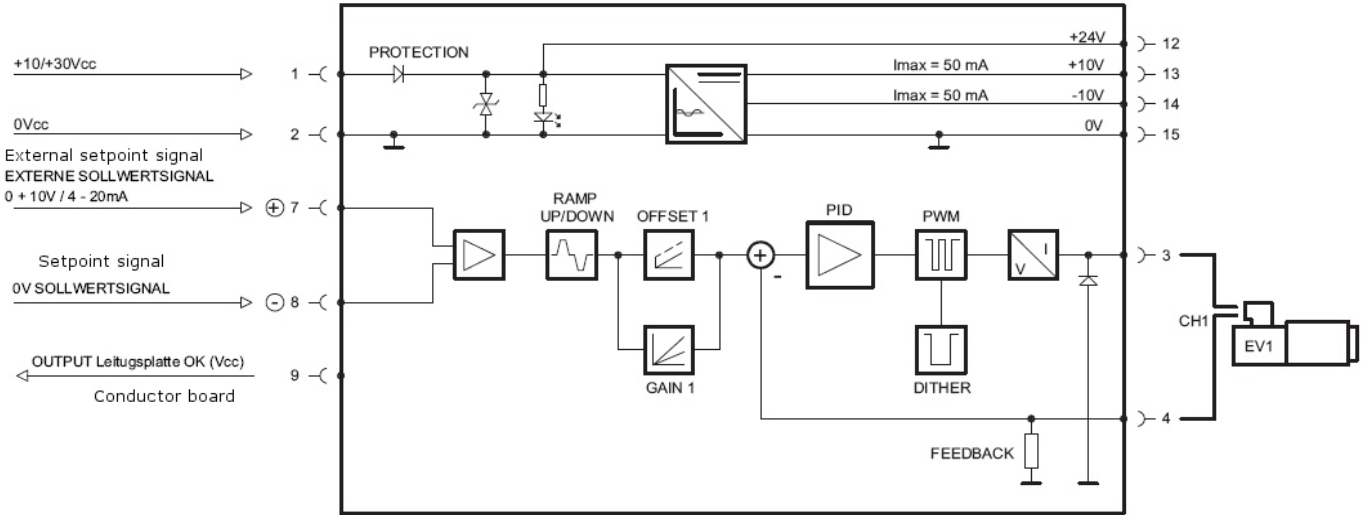 +10/+30Vcc
1
PROTECTION
+24V
12
Imax = 50 mA
+10V
13
Imax = 50 mA
-10V
14
0Vcc
2
0V
15
External setpoint signal
EXTERNE SOLLWERTSIGNAL
0 + 10V / 4 - 20mA
+ 7
RAMP
UP/DOWN
OFFSET 1
PID
PWM
+
-
I
V
3
Setpoint signal
0V SOLLWERTSIGNAL
- 8
CH1
EV1
OUTPUT Leitugsplatte OK (Vcc)
9
Conductor board
GAIN 1
DITHER
4
FEEDBACK